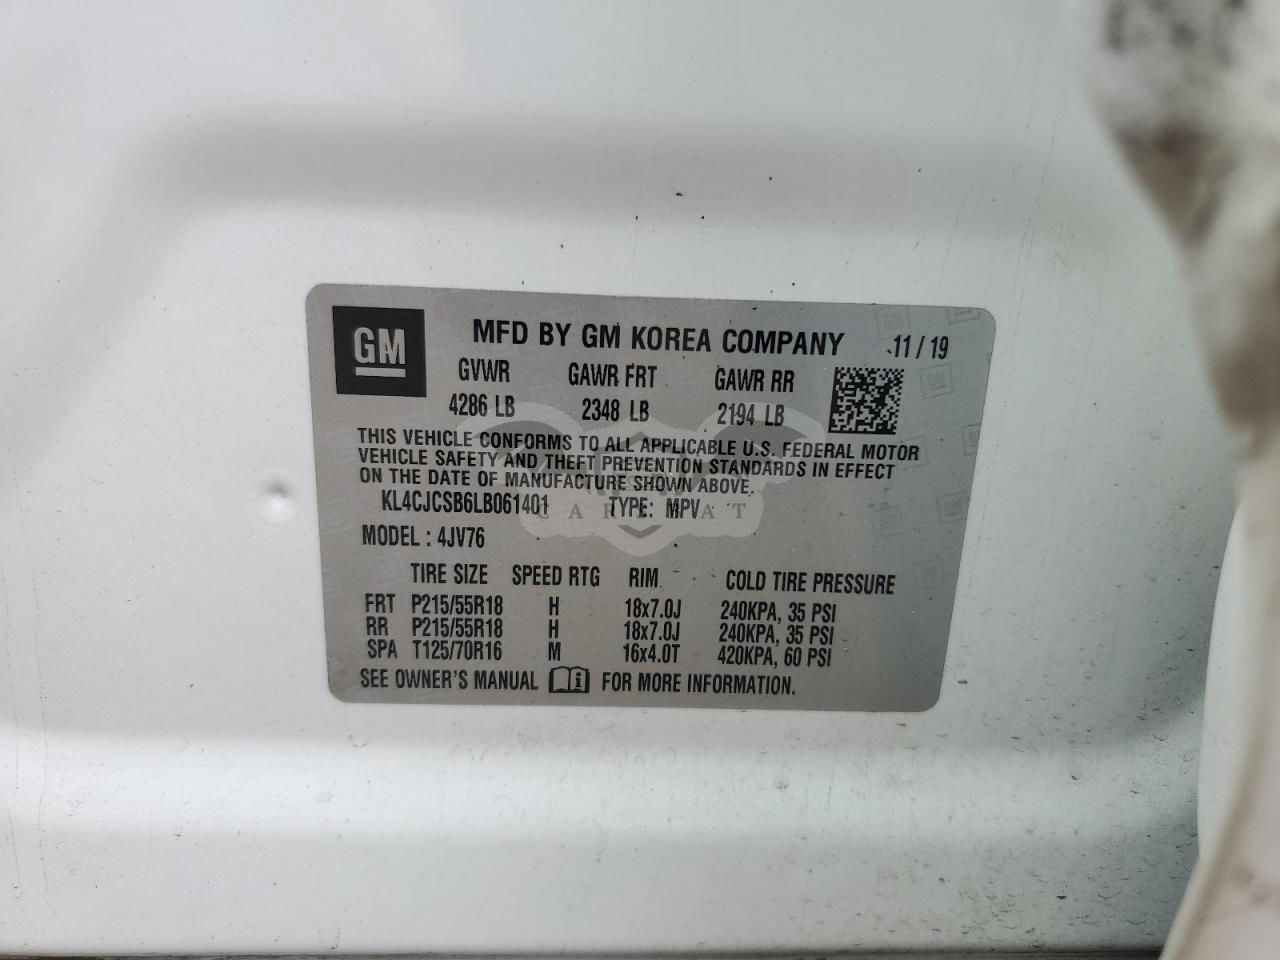 GM
MFD BY GM KOREA COMPANY 11 / 19
GVWR GAWR FRT GAWR RR
4286 LB 2348 LB 2194 LB
THIS VEHICLE CONFORMS TO ALL APPLICABLE U.S. FEDERAL MOTOR
VEHICLE SAFETY AND THEFT PREVENTION STANDARDS IN EFFECT
ON THE DATE OF MANUFACTURE SHOWN ABOVE.
KL4CJCSB6LB061401 TYPE: MPV
MODEL : 4JV76
TIRE SIZE SPEED RTG RIM COLD TIRE PRESSURE
FRT P215/55R18 H 18x7.0J 240KPA, 35 PSI
RR P215/55R18 H 18x7.0J 240KPA, 35 PSI
SPA T125/70R16 M 16x4.0T 420KPA, 60 PSI
SEE OWNER'S MANUAL FOR MORE INFORMATION.